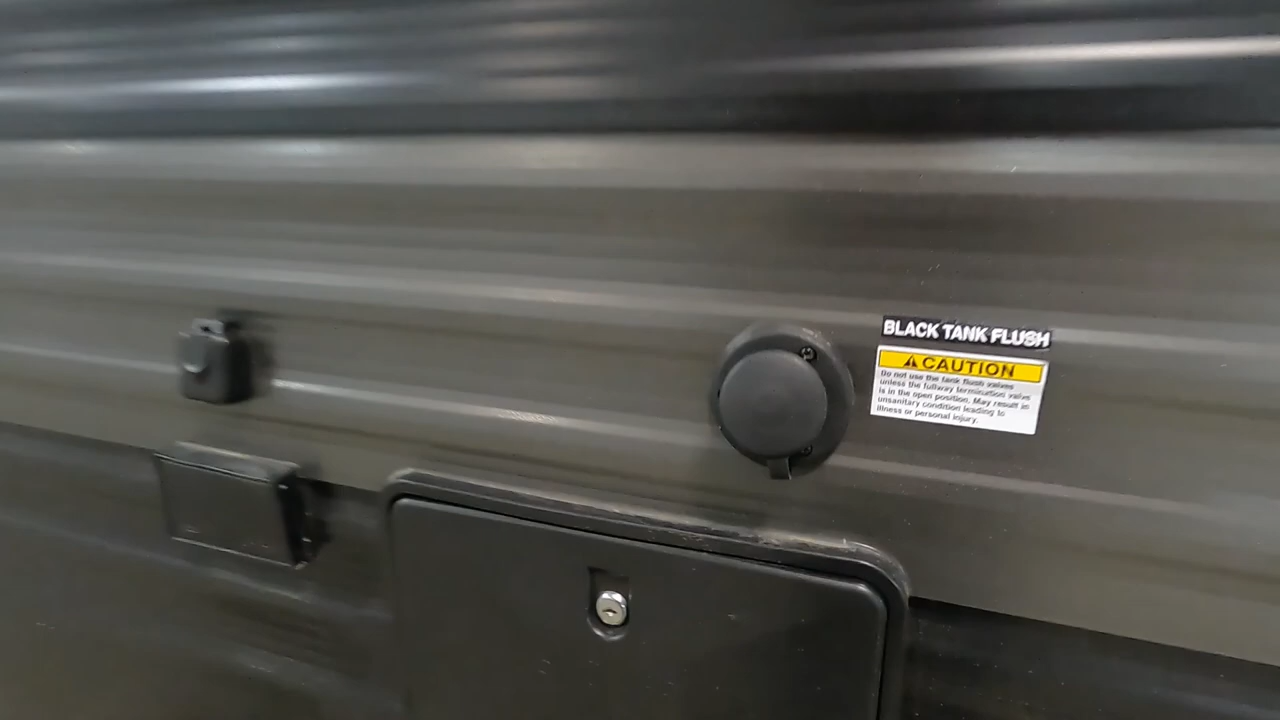 BLACK TANK FLUSH
CAUTION
Do not use the tank flush valves
unless the fullway termination valve
is in the open position. May result in
unsanitary condition leading to
illness or personal injury.